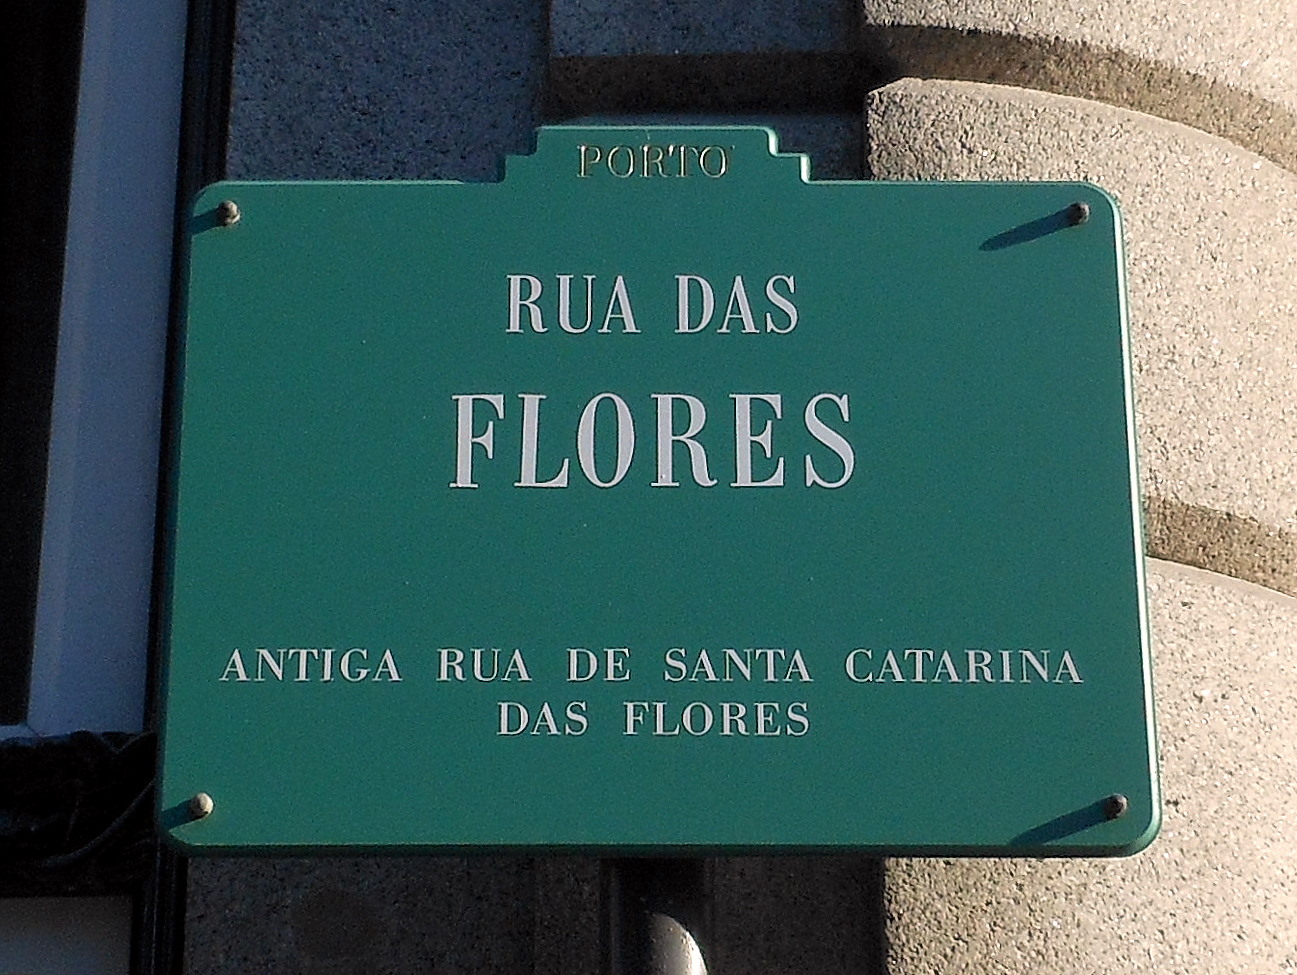 PORTO
RUA DAS
FLORES
ANTIGA RUA DE SANTA CATARINA
DAS FLORES